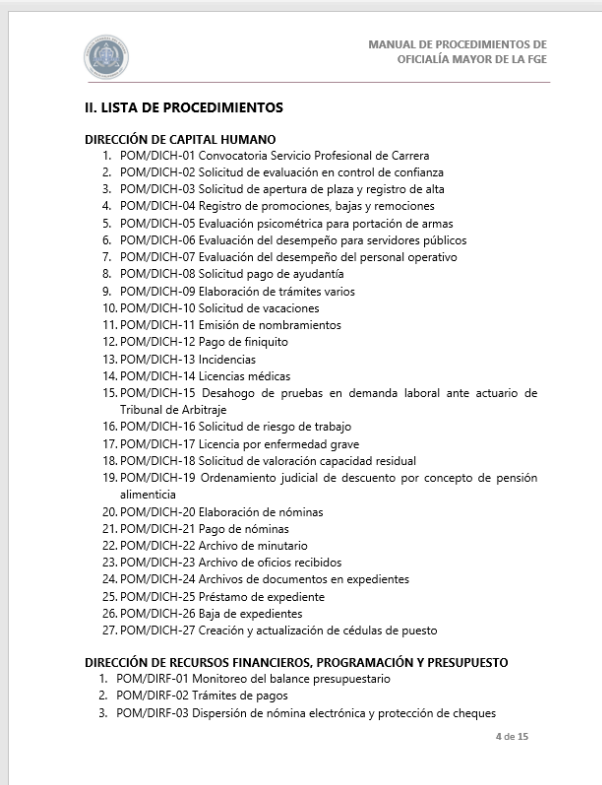 MANUAL DE PROCEDIMIENTOS DE
OFICIALÍA MAYOR DE LA FGE
II. LISTA DE PROCEDIMIENTOS
DIRECCIÓN DE CAPITAL HUMANO
1. POM/DICH-01 Convocatoria Servicio Profesional de Carrera
2. POM/DICH-02 Solicitud de evaluación en control de confianza
3. POM/DICH-03 Solicitud de apertura de plaza y registro de alta
4. POM/DICH-04 Registro de promociones, bajas y remociones
5. POM/DICH-05 Evaluación psicométrica para portación de armas
6. POM/DICH-06 Evaluación del desempeño para servidores públicos
7. POM/DICH-07 Evaluación del desempeño del personal operativo
8. POM/DICH-08 Solicitud pago de ayudantía
9. POM/DICH-09 Elaboración de trámites varios
10. POM/DICH-10 Solicitud de vacaciones
11. POM/DICH-11 Emisión de nombramientos
12. POM/DICH-12 Pago de finiquito
13. POM/DICH-13 Incidencias
14. POM/DICH-14 Licencias médicas
15. POM/DICH-15 Desahogo de pruebas en demanda laboral ante actuario de
Tribunal de Arbitraje
16. POM/DICH-16 Solicitud de riesgo de trabajo
17. POM/DICH-17 Licencia por enfermedad grave
18. POM/DICH-18 Solicitud de valoración capacidad residual
19. POM/DICH-19 Ordenamiento judicial de descuento por concepto de pensión
alimenticia
20. POM/DICH-20 Elaboración de nóminas
21. POM/DICH-21 Pago de nóminas
22. POM/DICH-22 Archivo de minutario
23. POM/DICH-23 Archivo de oficios recibidos
24. POM/DICH-24 Archivos de documentos en expedientes
25. POM/DICH-25 Préstamo de expediente
26. POM/DICH-26 Baja de expedientes
27. POM/DICH-27 Creación y actualización de cédulas de puesto
DIRECCIÓN DE RECURSOS FINANCIEROS, PROGRAMACIÓN Y PRESUPUESTO
1. POM/DIRF-01 Monitoreo del balance presupuestario
2. POM/DIRF-02 Trámites de pagos
3. POM/DIRF-03 Dispersión de nómina electrónica y protección de cheques
4 de 15